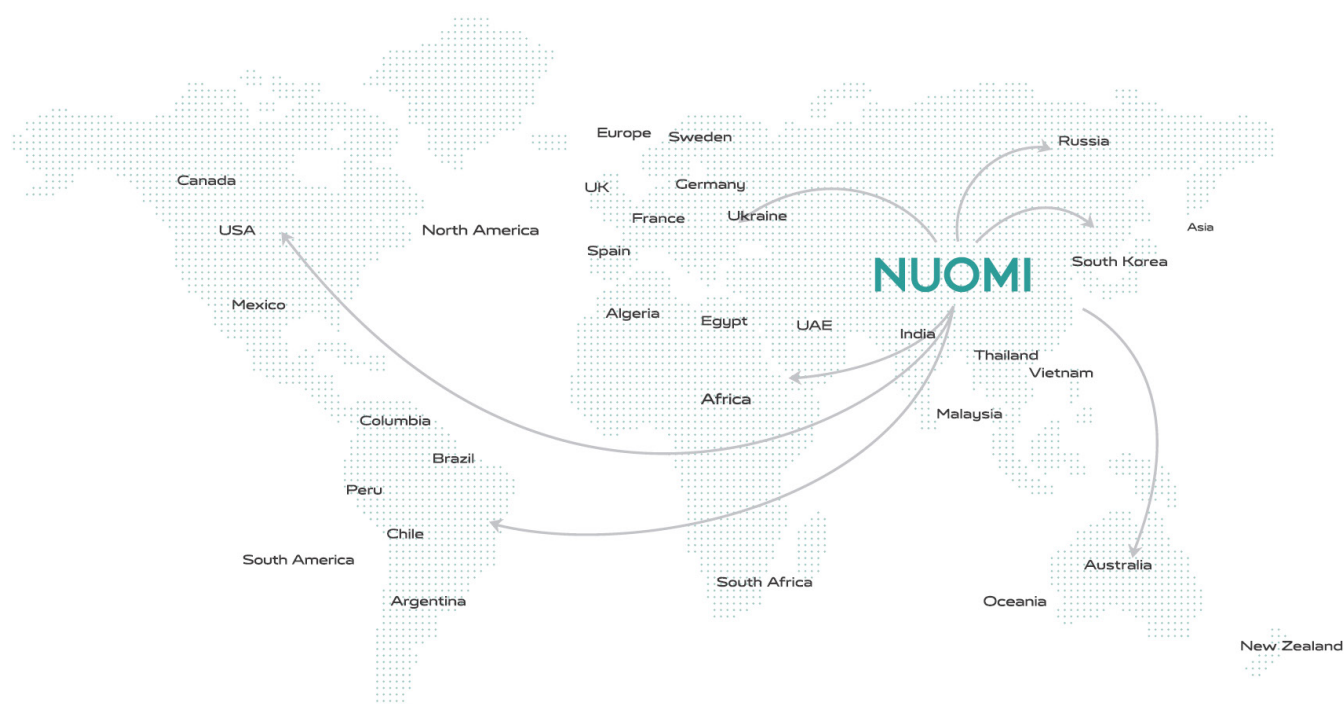 Europe
Sweden
Russia
Canada
UK
Germany
France
Ukraine
USA
North America
Asia
Spain
NUOMI
South Korea
Mexico
Algeria
Egypt
UAE
India
Thailand
Vietnam
Africa
Malaysia
Columbia
Brazil
Peru
Chile
South America
Australia
South Africa
Argentina
Oceania
New Zealand